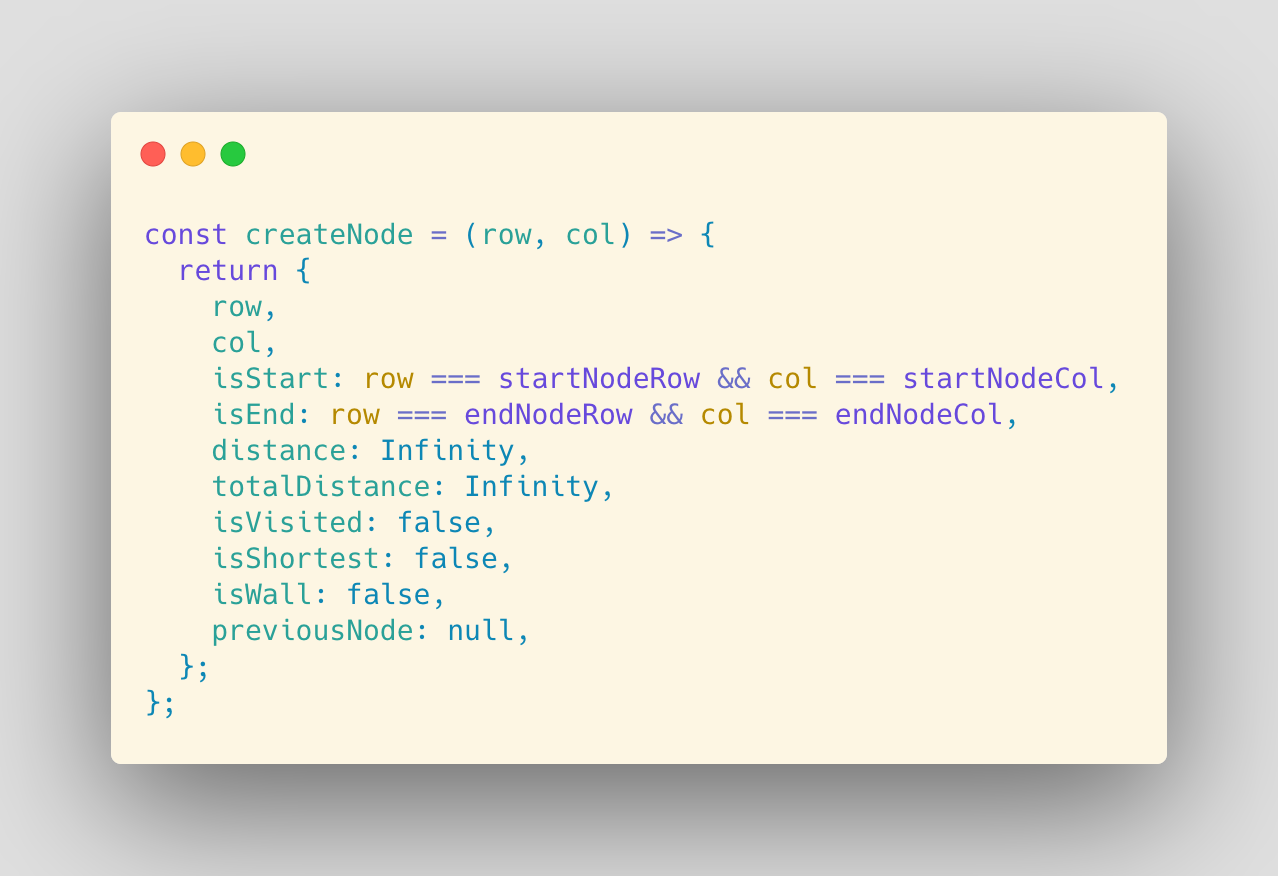 const createNode = (row, col) => {
  return {
    row,
    col,
    isStart: row === startNodeRow && col === startNodeCol,
    isEnd: row === endNodeRow && col === endNodeCol,
    distance: Infinity,
    totalDistance: Infinity,
    isVisited: false,
    isShortest: false,
    isWall: false,
    previousNode: null,
  };
};